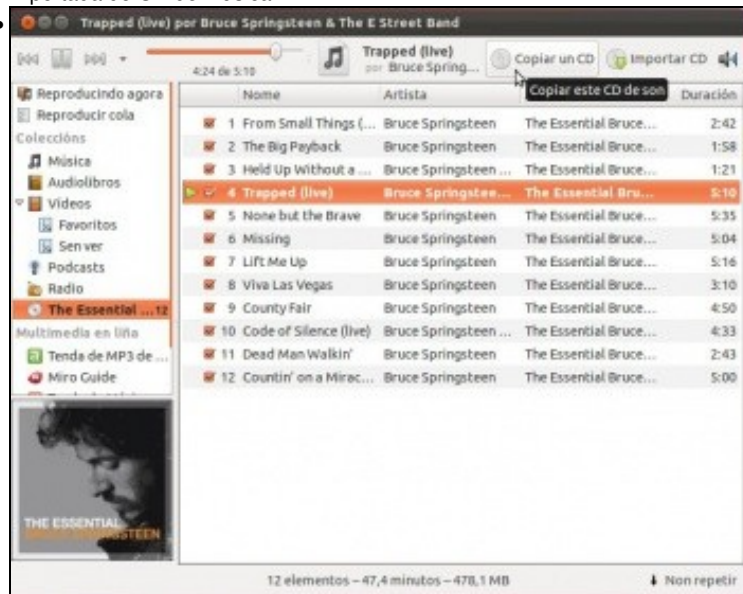 Trapped (live) por Bruce Springsteen & The E Street Band
4:24 de 5:10
Trapped (live)
por Bruce Spring...
Copiar un CD
Importar CD
Copiar este CD de son
Reproducindo agora
Reproducir cola
Coleccións
Música
Audiolibros
Vídeos
Favoritos
Sen ver
Podcasts
Radio
The Essential ... 12
Multimedia en liña
Tenda de MP3 de ...
Miro Guide
Nome Artista Duración
1 From Small Things (... Bruce Springsteen The Essential Bruce... 2:42
2 The Big Payback Bruce Springsteen The Essential Bruce... 1:58
3 Held Up Without a ... Bruce Springsteen ... The Essential Bruce... 1:21
4 Trapped (live) Bruce Springstee... The Essential Bru... 5:10
5 None but the Brave Bruce Springsteen The Essential Bruce... 5:35
6 Missing Bruce Springsteen The Essential Bruce... 5:04
7 Lift Me Up Bruce Springsteen The Essential Bruce... 5:16
8 Viva Las Vegas Bruce Springsteen The Essential Bruce... 3:10
9 County Fair Bruce Springsteen The Essential Bruce... 4:50
10 Code of Silence (live) Bruce Springsteen ... The Essential Bruce... 4:33
11 Dead Man Walkin' Bruce Springsteen The Essential Bruce... 2:43
12 Countin' on a Mirac... Bruce Springsteen The Essential Bruce... 5:00
THE ESSENTIAL
BRUCE SPRINGSTEEN
12 elementos – 47,4 minutos – 478,1 MB
Non repetir